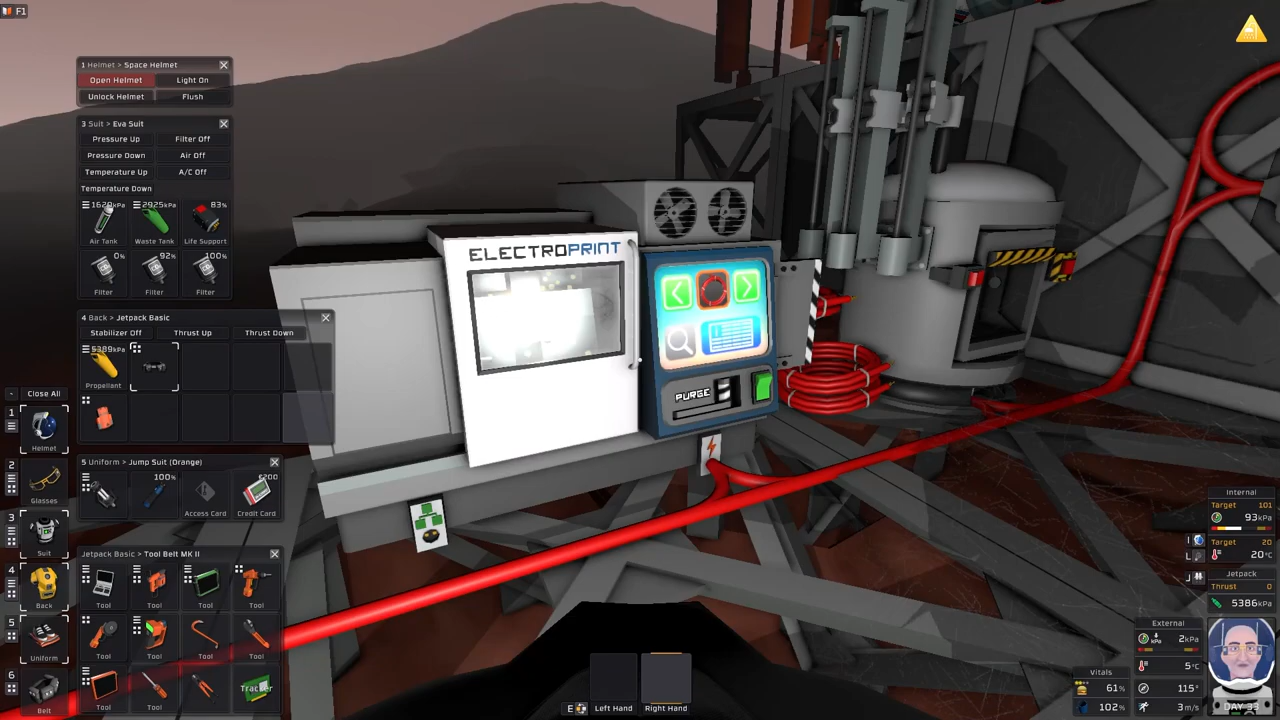 F1
1 Helmet > Space Helmet
Open Helmet Light On
Unlock Helmet Flush
3 Suit > Eva Suit
Pressure Up Filter Off
Pressure Down Air Off
Temperature Up A/C Off
Temperature Down
2925kPa 83%
Air Tank Waste Tank Life Support
0% 92% 100%
Filter Filter Filter
4 Back > Jetpack Basic
Stabilizer Off Thrust Up Thrust Down
5389kPa
Propellant
- Close All
1
Helmet
2
Glasses
3
Suit
4
Back
5
Uniform
6
Belt
5 Uniform > Jump Suit (Orange)
100%
Access Card Credit Card
Jetpack Basic > Tool Belt MK II
Tool Tool Tool Tool
Tool Tool Tool Tool
Tracker
Tool Tool Tool
ELECTROPRINT
PURGE
E Left Hand Right Hand
Internal
Target 101
93kPa
Target 20
20°C
Jetpack
Thrust 0
5386kPa
External
kPa 2kPa
5°C
115°
3m/s
Vitals
61%
102%
DAY 33